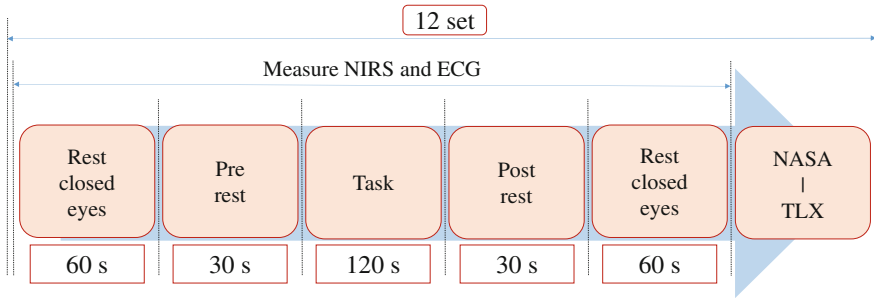 12 set
Measure NIRS and ECG
Rest
closed
eyes
Pre
rest
Task
Post
rest
Rest
closed
eyes
NASA
|
TLX
60 s
30 s
120 s
30 s
60 s